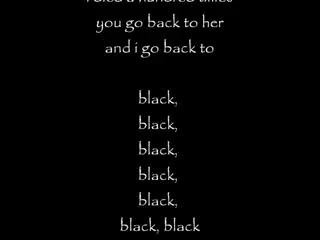 you go back to her
and i go back to
black,
black,
black,
black,
black,
black, black